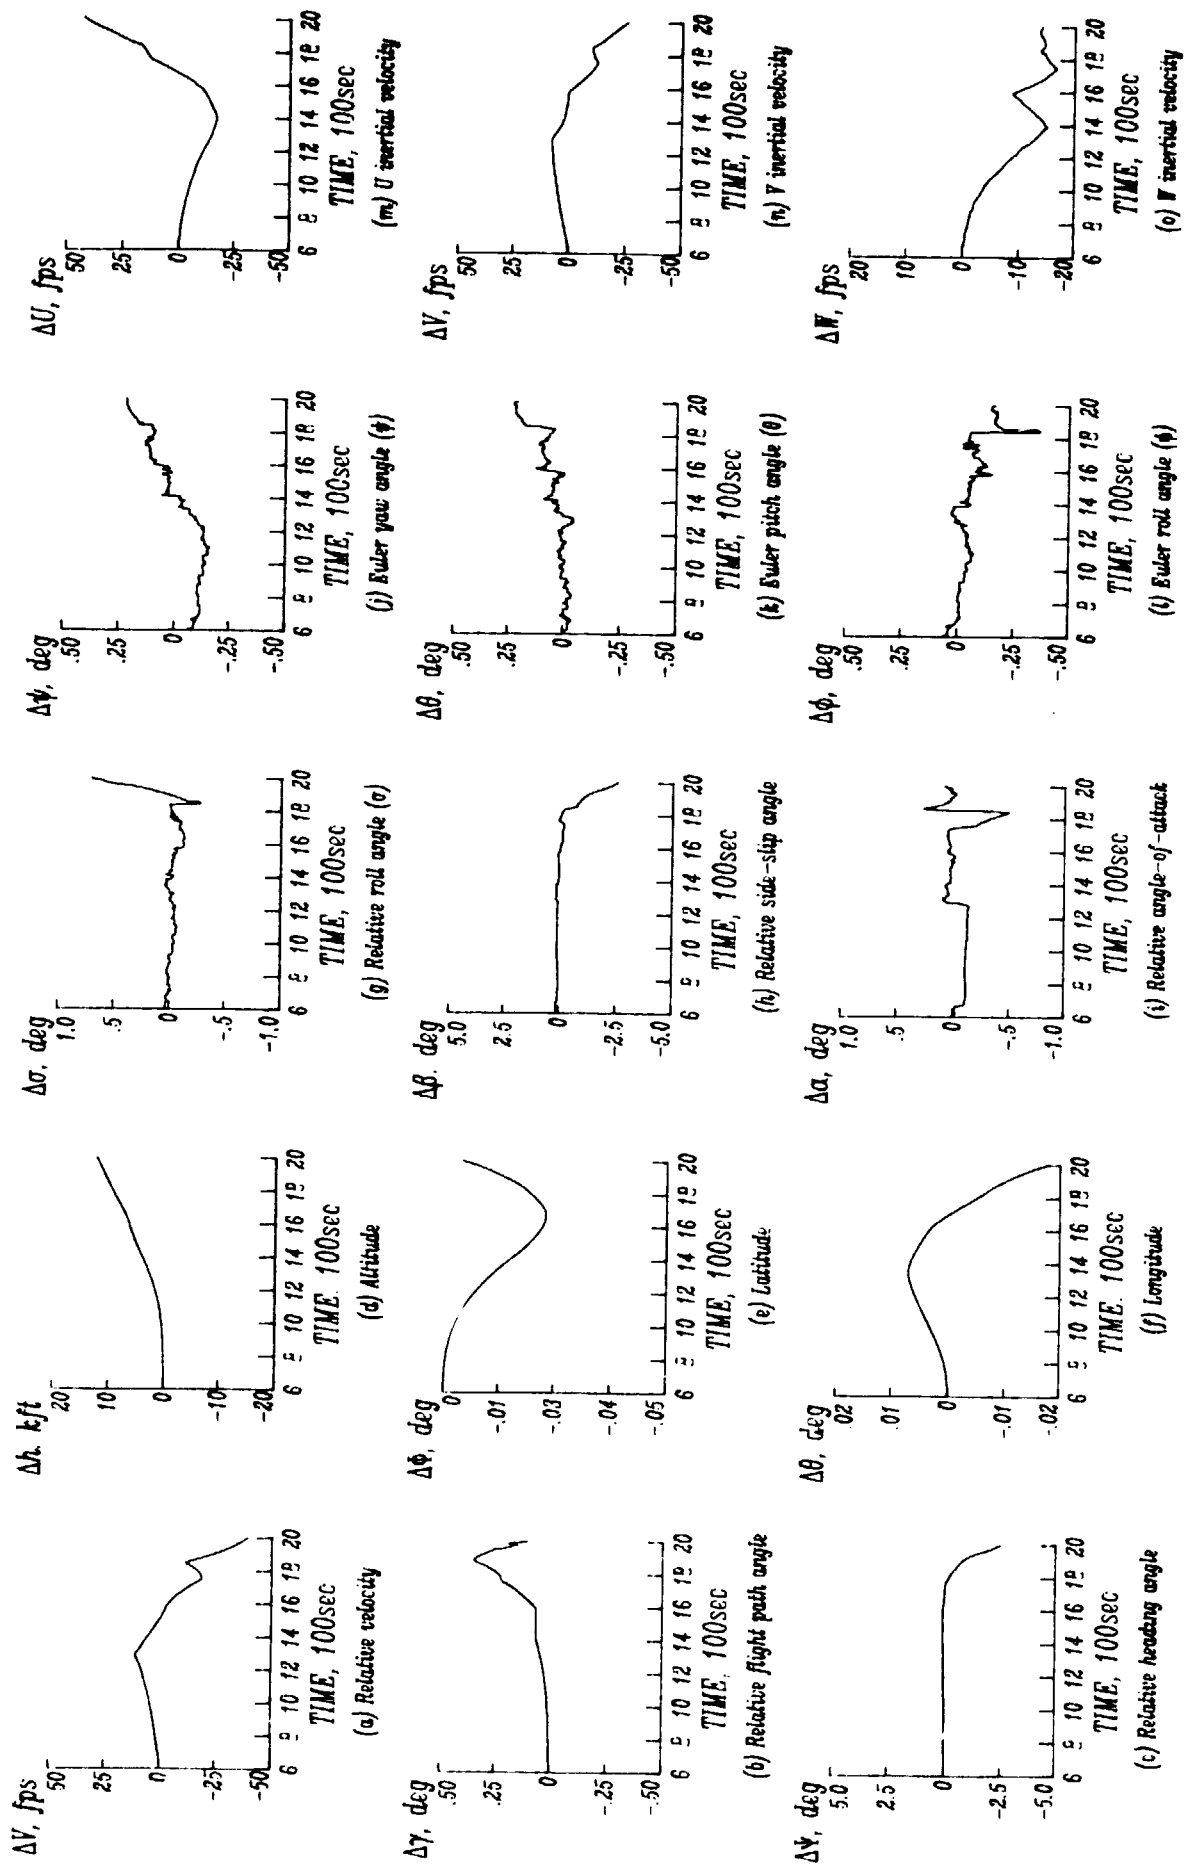 ΔV, fps
50
25
0
-25
-50
6 8 10 12 14 16 18 20
TIME, 100sec
(a) Relative velocity
Δγ, deg
.50
.25
0
-.25
-.50
6 8 10 12 14 16 18 20
TIME, 100sec
(b) Relative flight path angle
ΔΨ, deg
5.0
2.5
0
-2.5
-5.0
6 8 10 12 14 16 18 20
TIME, 100sec
(c) Relative heading angle
Δh. kft
20
10
0
-10
-20
6 8 10 12 14 16 18 20
TIME. 100sec
(d) Altitude
ΔΦ, deg
0
-.01
-.03
-.04
-.05
6 8 10 12 14 16 18 20
TIME, 100sec
(e) Latitude
Δθ, deg
.02
.01
0
-.01
-.02
6 8 10 12 14 16 18 20
TIME. 100sec
(f) Longitude
Δσ, deg
1.0
.5
0
-.5
-1.0
6 8 10 12 14 16 18 20
TIME, 100sec
(g) Relative roll angle (σ)
Δβ. deg
5.0
2.5
0
-2.5
-5.0
6 8 10 12 14 16 18 20
TIME, 100sec
(h) Relative side-slip angle
Δα, deg
1.0
.5
0
-.5
-1.0
6 8 10 12 14 16 18 20
TIME, 100sec
(i) Relative angle-of-attack
Δψ, deg
.50
.25
0
-.25
-.50
6 8 10 12 14 16 18 20
TIME, 100sec
(j) Euler yaw angle (ψ)
Δθ, deg
.50
.25
0
-.25
-.50
6 8 10 12 14 16 18 20
TIME, 100sec
(k) Euler pitch angle (θ)
Δϕ, deg
.50
.25
0
-.25
-.50
6 8 10 12 14 16 18 20
TIME, 100sec
(l) Euler roll angle (ϕ)
ΔU, fps
50
25
0
-25
-50
6 8 10 12 14 16 18 20
TIME, 100sec
(m) U inertial velocity
ΔV, fps
50
25
0
-25
-50
6 8 10 12 14 16 18 20
TIME, 100sec
(n) V inertial velocity
ΔW, fps
20
10
0
-10
-20
6 8 10 12 14 16 18 20
TIME, 100sec
(o) W inertial velocity